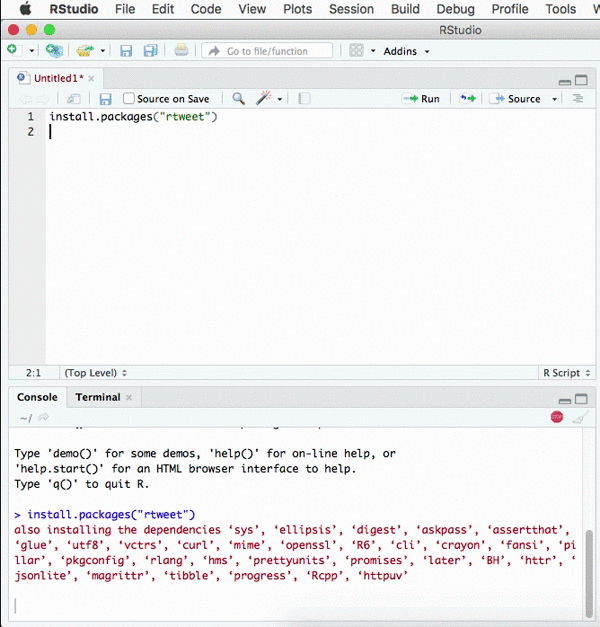 RStudio File Edit Code View Plots Session Build Debug Profile Tools
RStudio
Go to file/function Addins
Untitled1*
Source on Save Run Source
1 install.packages("rtweet")
2
2:1 (Top Level) R Script
Console Terminal
~/
Type 'demo()' for some demos, 'help()' for on-line help, or
'help.start()' for an HTML browser interface to help.
Type 'q()' to quit R.
> install.packages("rtweet")
also installing the dependencies ‘sys’, ‘ellipsis’, ‘digest’, ‘askpass’, ‘assertthat’,
‘glue’, ‘utf8’, ‘vctrs’, ‘curl’, ‘mime’, ‘openssl’, ‘R6’, ‘cli’, ‘crayon’, ‘fansi’, ‘pi
llar’, ‘pkgconfig’, ‘rlang’, ‘hms’, ‘prettyunits’, ‘promises’, ‘later’, ‘BH’, ‘httr’, ‘
jsonlite’, ‘magrittr’, ‘tibble’, ‘progress’, ‘Rcpp’, ‘httpuv’